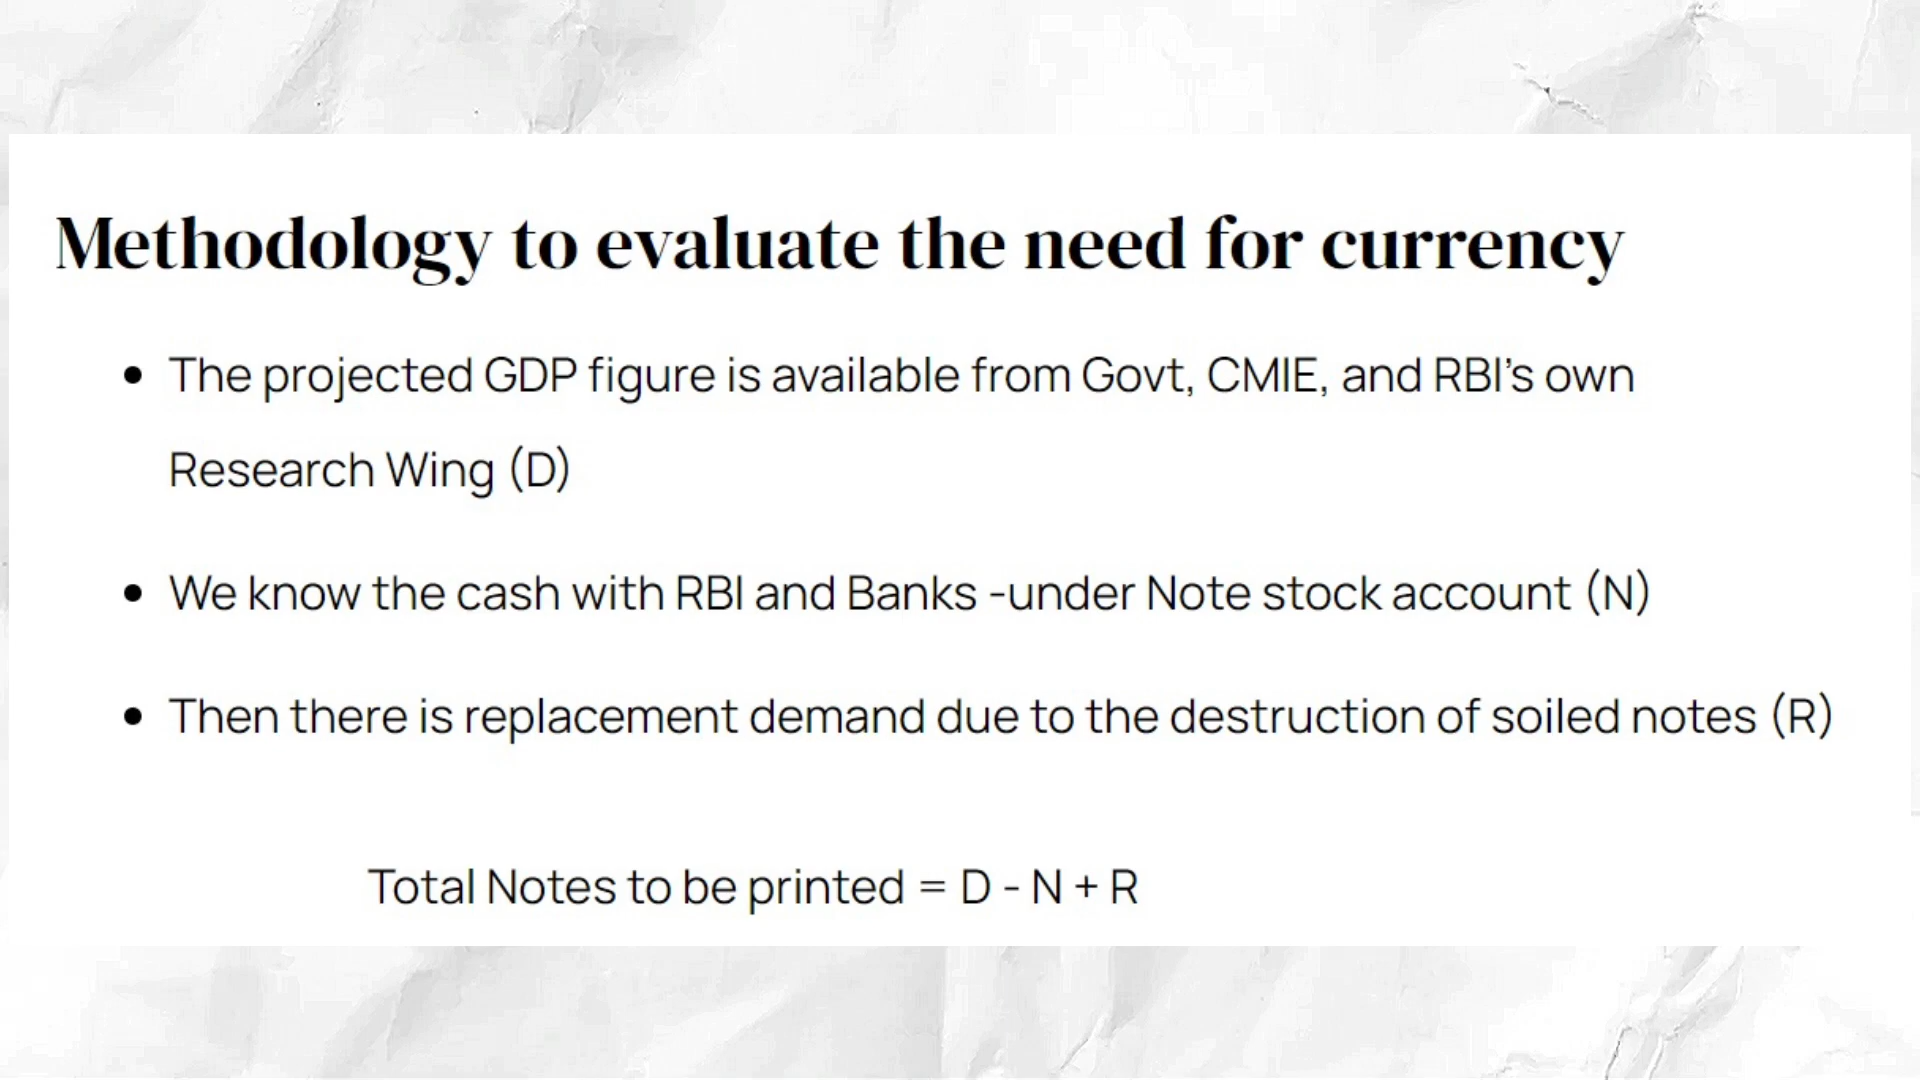 Methodology to evaluate the need for currency
• The projected GDP figure is available from Govt, CMIE, and RBI's own
Research Wing (D)
• We know the cash with RBI and Banks -under Note stock account (N)
• Then there is replacement demand due to the destruction of soiled notes (R)
Total Notes to be printed = D - N + R